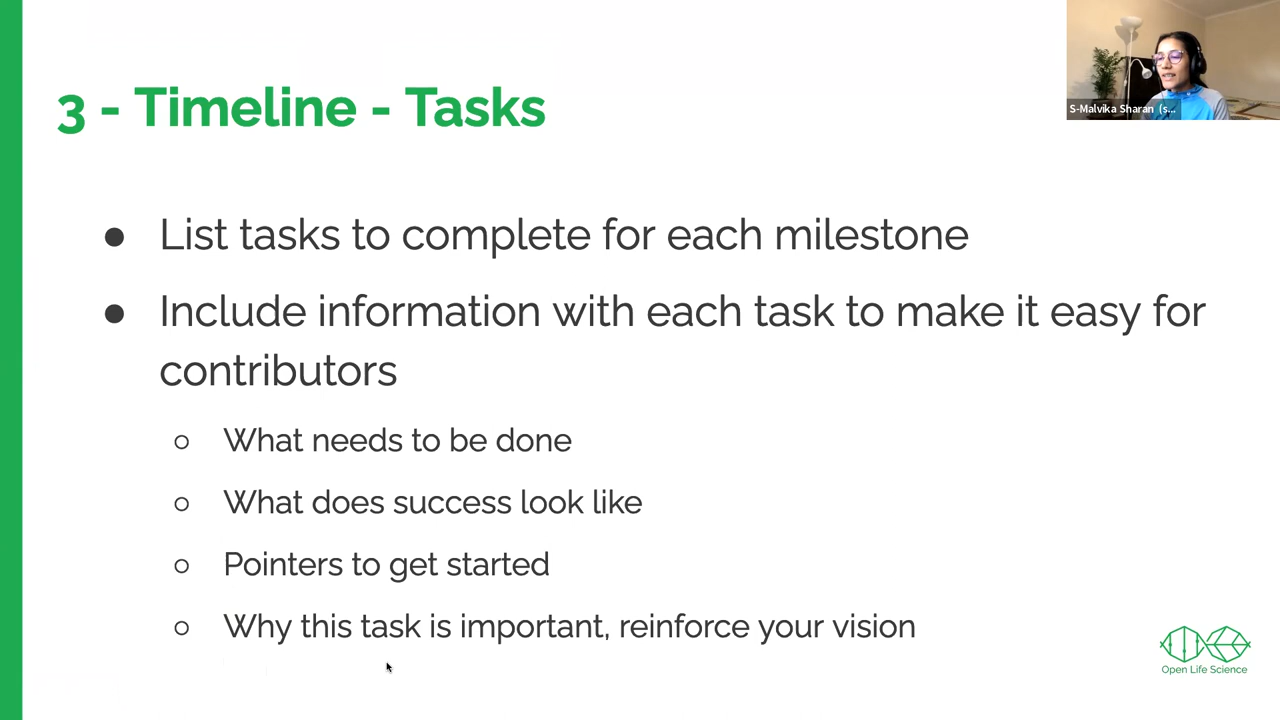 3 - Timeline - Tasks
S-Malvika Sharan (s...
● List tasks to complete for each milestone
● Include information with each task to make it easy for
contributors
○ What needs to be done
○ What does success look like
○ Pointers to get started
○ Why this task is important, reinforce your vision
Open Life Science